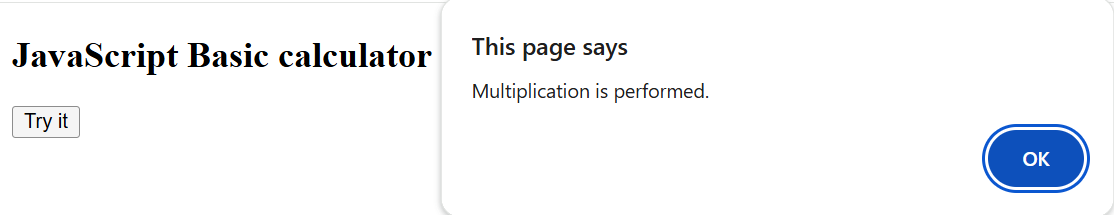 JavaScript Basic calculator
Try it
This page says
Multiplication is performed.
OK